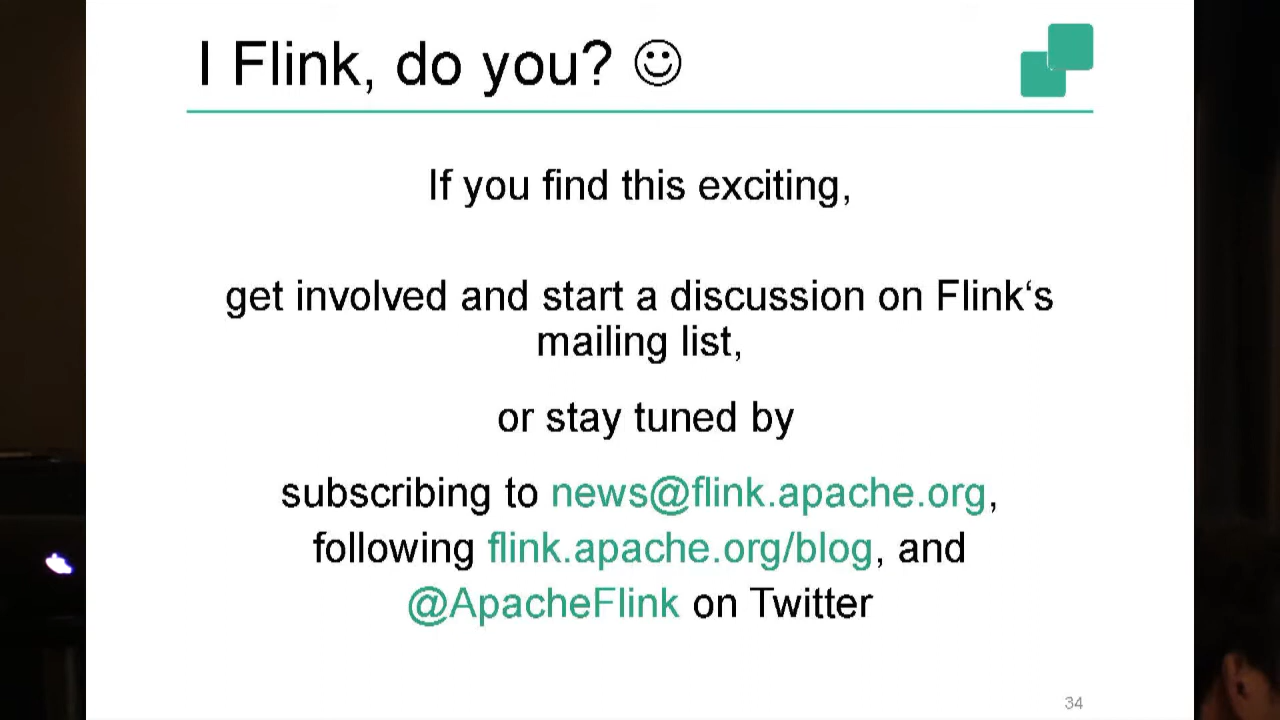 I Flink, do you? ☺
If you find this exciting,
get involved and start a discussion on Flink‘s
mailing list,
or stay tuned by
subscribing to news@flink.apache.org,
following flink.apache.org/blog, and
@ApacheFlink on Twitter
34